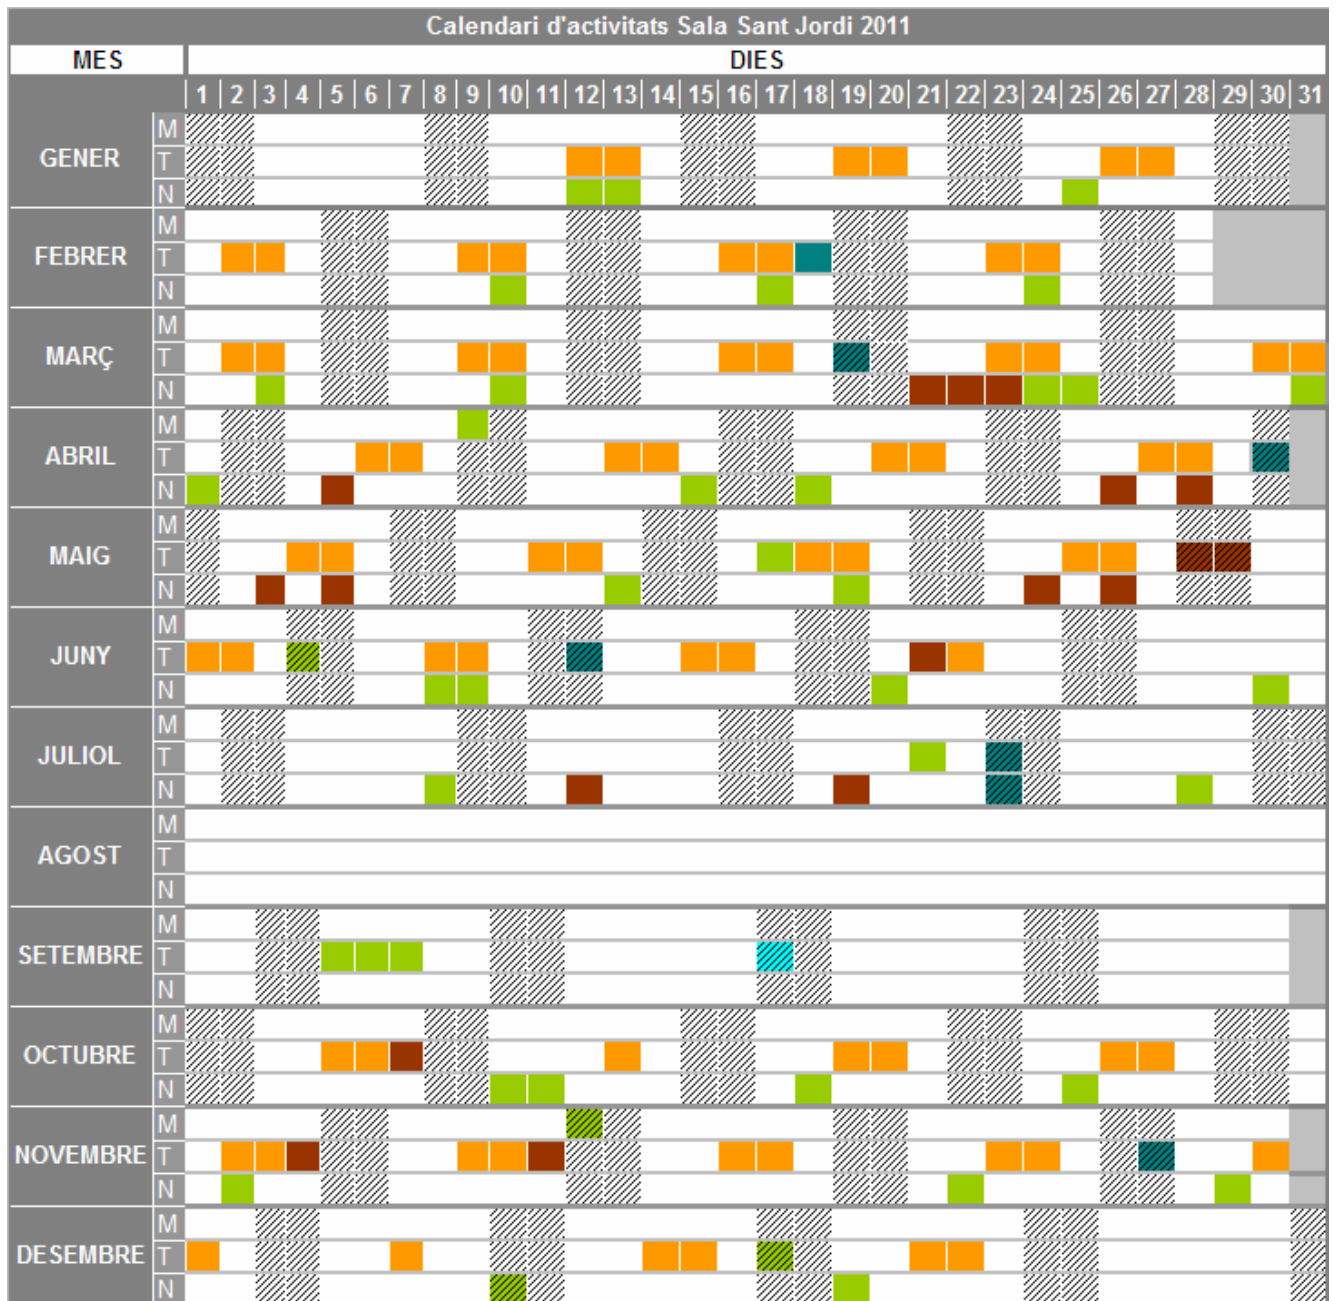 Calendari d'activitats Sala Sant Jordi 2011
MES DIES
1 2 3 4 5 6 7 8 9 10 11 12 13 14 15 16 17 18 19 20 21 22 23 24 25 26 27 28 29 30 31
M
GENER T
N
M
FEBRER T
N
M
MARÇ T
N
M
ABRIL T
N
M
MAIG T
N
M
JUNY T
N
M
JULIOL T
N
M
AGOST T
N
M
SETEMBRE T
N
M
OCTUBRE T
N
M
NOVEMBRE T
N
M
DESEMBRE T
N